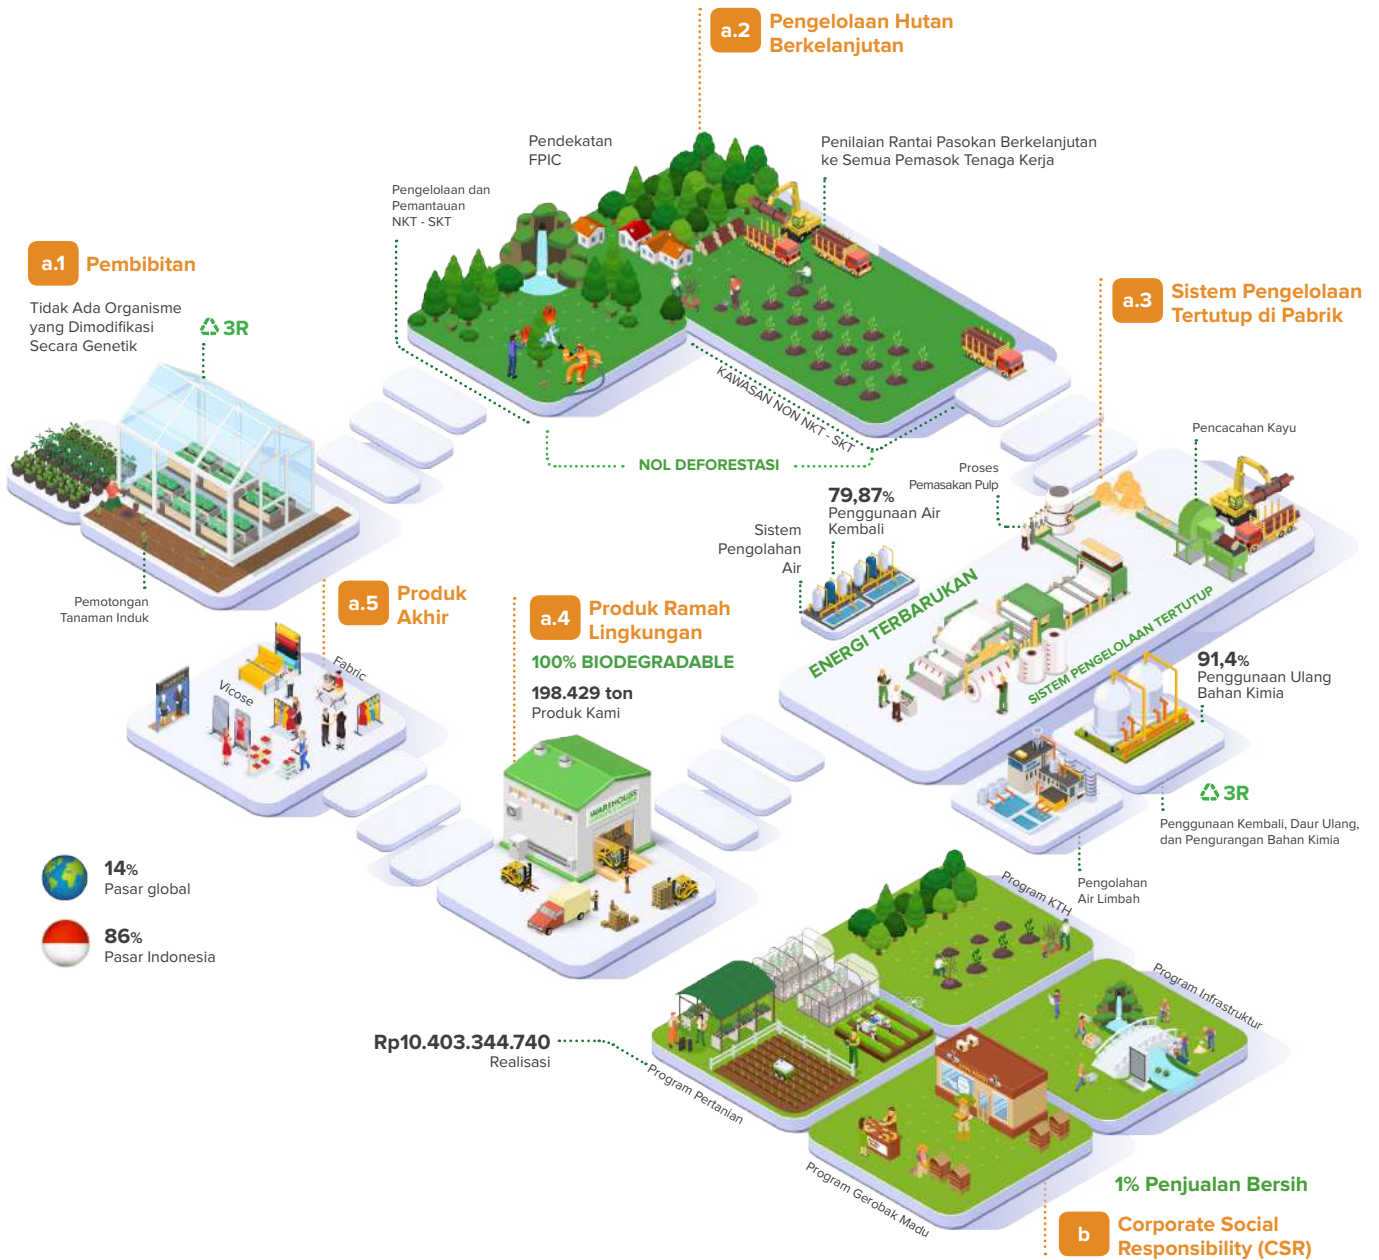 a.2
Pengelolaan Hutan
Berkelanjutan
Pendekatan
FPIC
Penilaian Rantai Pasokan Berkelanjutan
ke Semua Pemasok Tenaga Kerja
Pengelolaan dan
Pemantauan
NKT - SKT
a.1
Pembibitan
Tidak Ada Organisme
yang Dimodifikasi
Secara Genetik
3R
a.3
Sistem Pengelolaan
Tertutup di Pabrik
KAWASAN NON NKT - SKT
NOL DEFORESTASI
Pencacahan Kayu
Proses
Pemasakan Pulp
79,87%
Penggunaan Air
Kembali
Sistem
Pengolahan
Air
ENERGI TERBARUKAN
SISTEM PENGELOLAAN TERTUTUP
Pemotongan
Tanaman Induk
a.5
Produk
Akhir
Fabric
Vicose
a.4
Produk Ramah
Lingkungan
100% BIODEGRADABLE
198.429 ton
Produk Kami
WAREHOUSE
91,4%
Penggunaan Ulang
Bahan Kimia
3R
Penggunaan Kembali, Daur Ulang,
dan Pengurangan Bahan Kimia
Pengolahan
Air Limbah
14%
Pasar global
86%
Pasar Indonesia
Program KTH
Program Infrastruktur
Rp10.403.344.740
Realisasi
Program Pertanian
Program Gerobak Madu
1% Penjualan Bersih
b
Corporate Social
Responsibility (CSR)